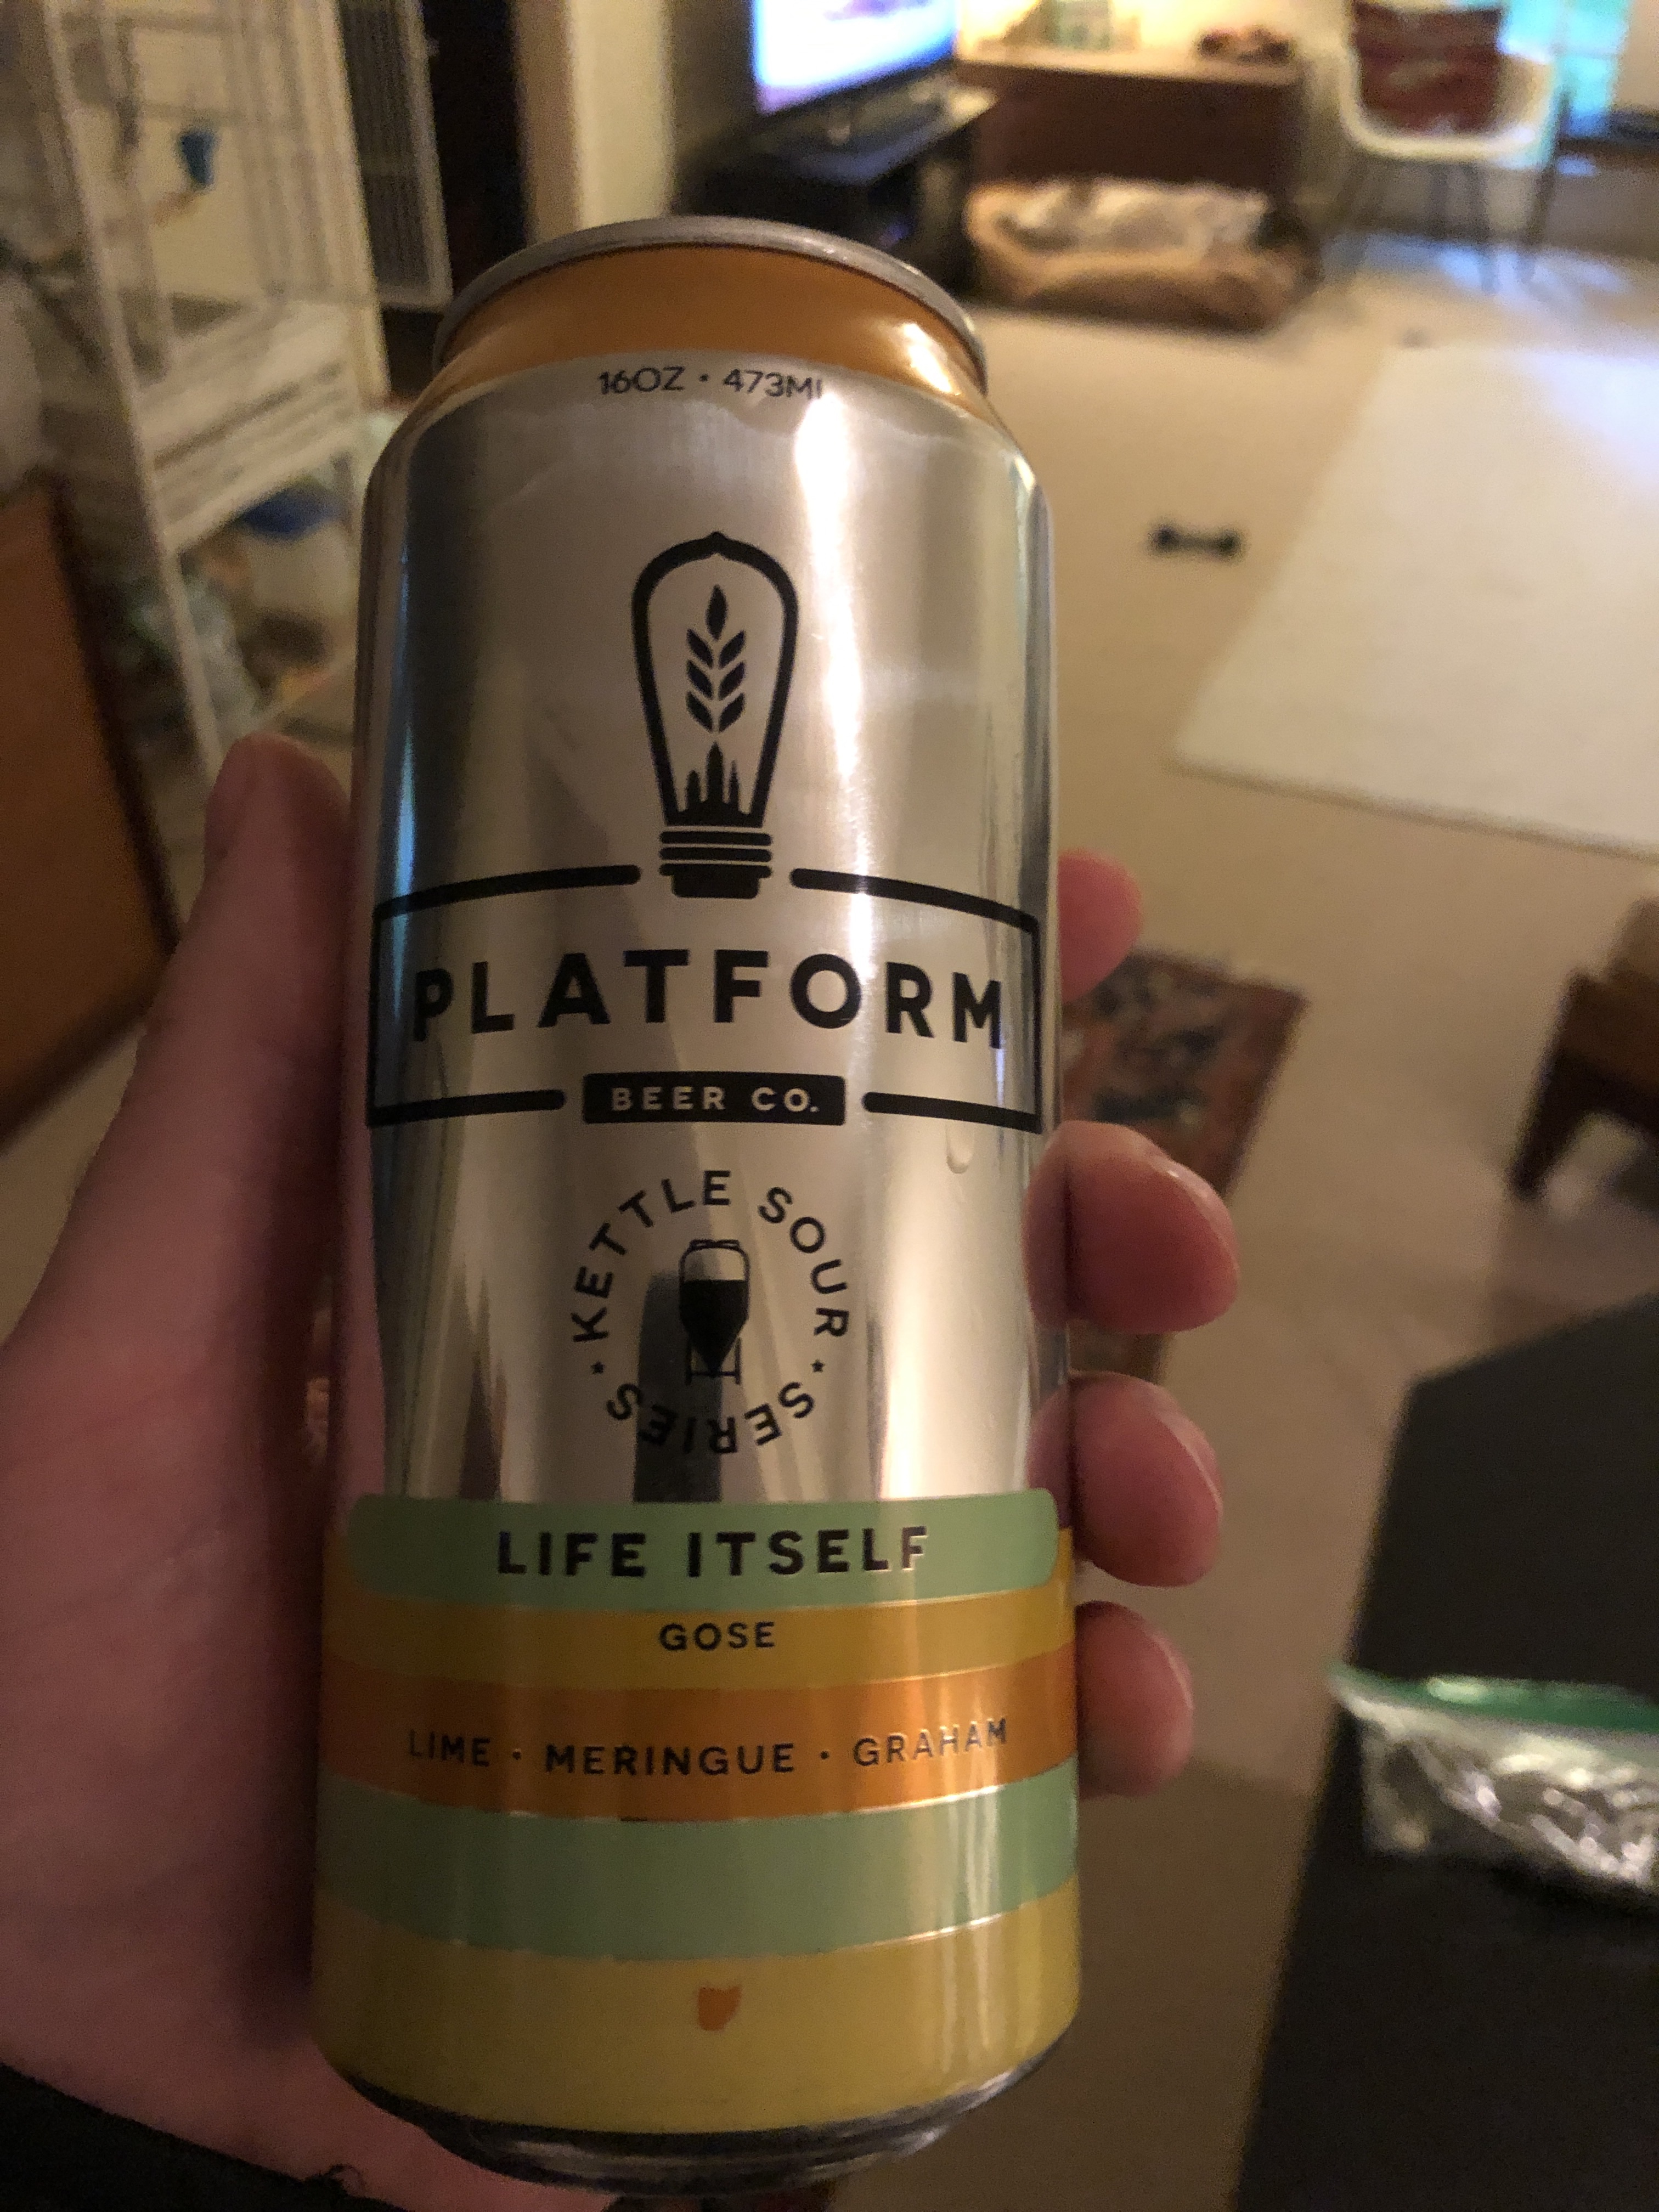 16OZ • 473ML
PLATFORM
BEER CO.
KETTLE SOUR
• SERIES •
LIFE ITSELF
GOSE
LIME • MERINGUE • GRAHAM